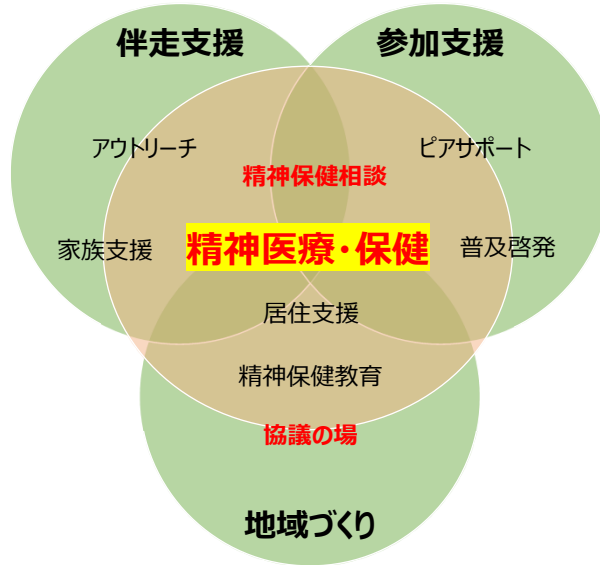 伴走支援
参加支援
アウトリーチ
ピアサポート
精神保健相談
家族支援
精神医療・保健
普及啓発
居住支援
精神保健教育
協議の場
地域づくり